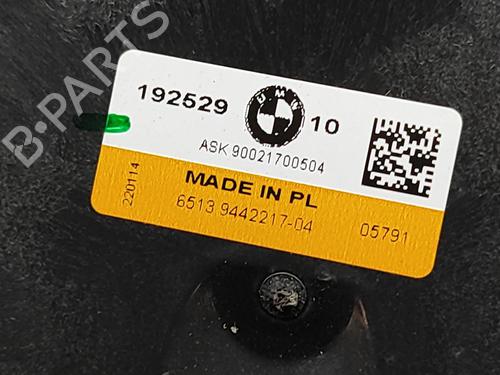 B-PARTS
192529
BMW
10
ASK 90021700504
MADE IN PL
220114
6513 9442217-04
05791